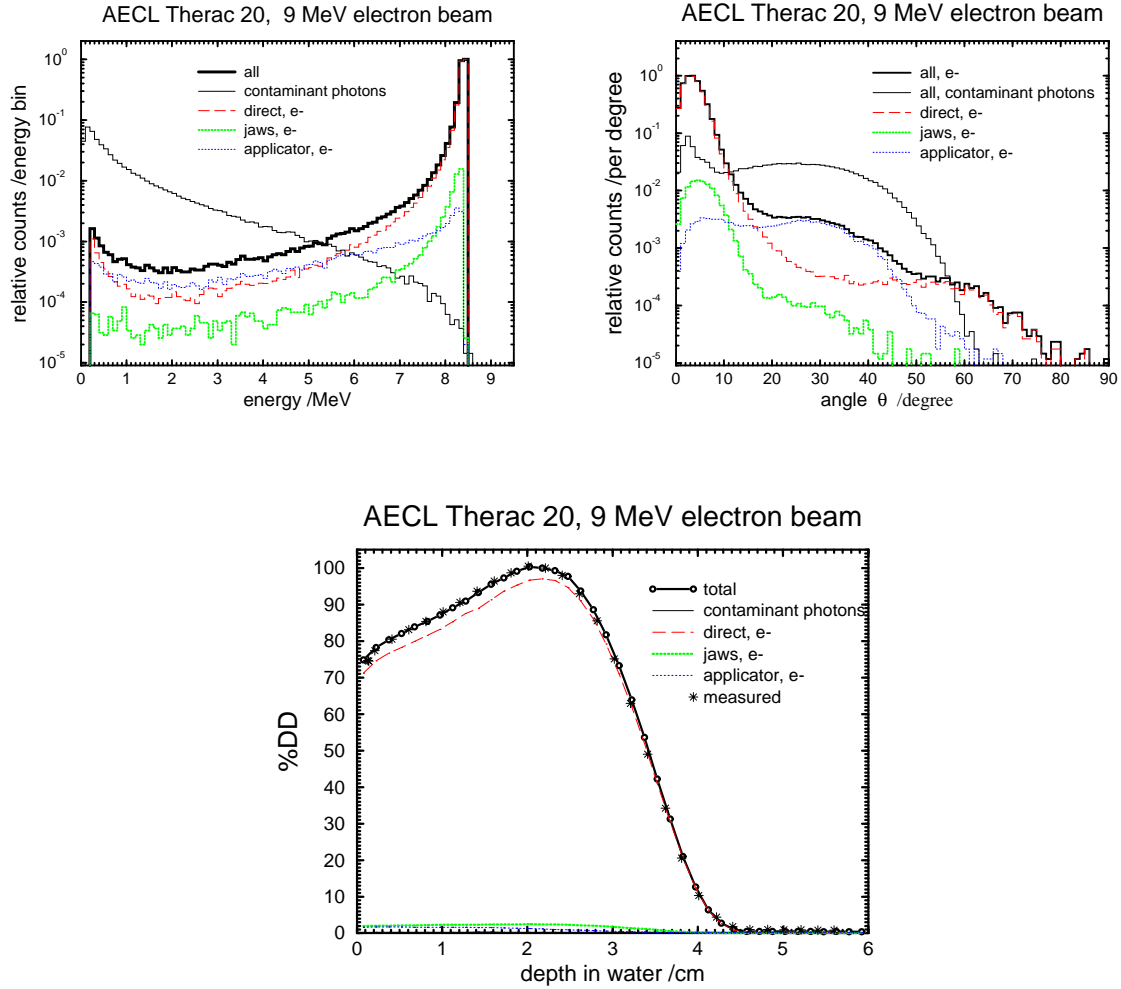 AECL Therac 20, 9 MeV electron beam
relative counts /energy bin
10^0
10^-1
10^-2
10^-3
10^-4
10^-5
all
contaminant photons
direct, e-
jaws, e-
applicator, e-
0 1 2 3 4 5 6 7 8 9
energy /MeV
AECL Therac 20, 9 MeV electron beam
relative counts /per degree
10^0
10^-1
10^-2
10^-3
10^-4
10^-5
all, e-
all, contaminant photons
direct, e-
jaws, e-
applicator, e-
0 10 20 30 40 50 60 70 80 90
angle θ /degree
AECL Therac 20, 9 MeV electron beam
%DD
100
90
80
70
60
50
40
30
20
10
0
total
contaminant photons
direct, e-
jaws, e-
applicator, e-
measured
0 1 2 3 4 5 6
depth in water /cm